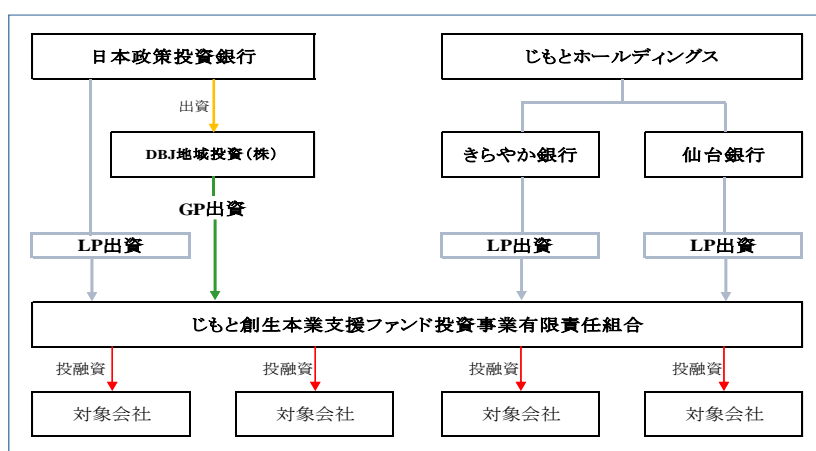 日本政策投資銀行
じもとホールディングス
出資
DBJ地域投資（株）
きらやか銀行
仙台銀行
GP出資
LP出資
LP出資
LP出資
じもと創生本業支援ファンド投資事業有限責任組合
投融資
投融資
投融資
投融資
対象会社
対象会社
対象会社
対象会社